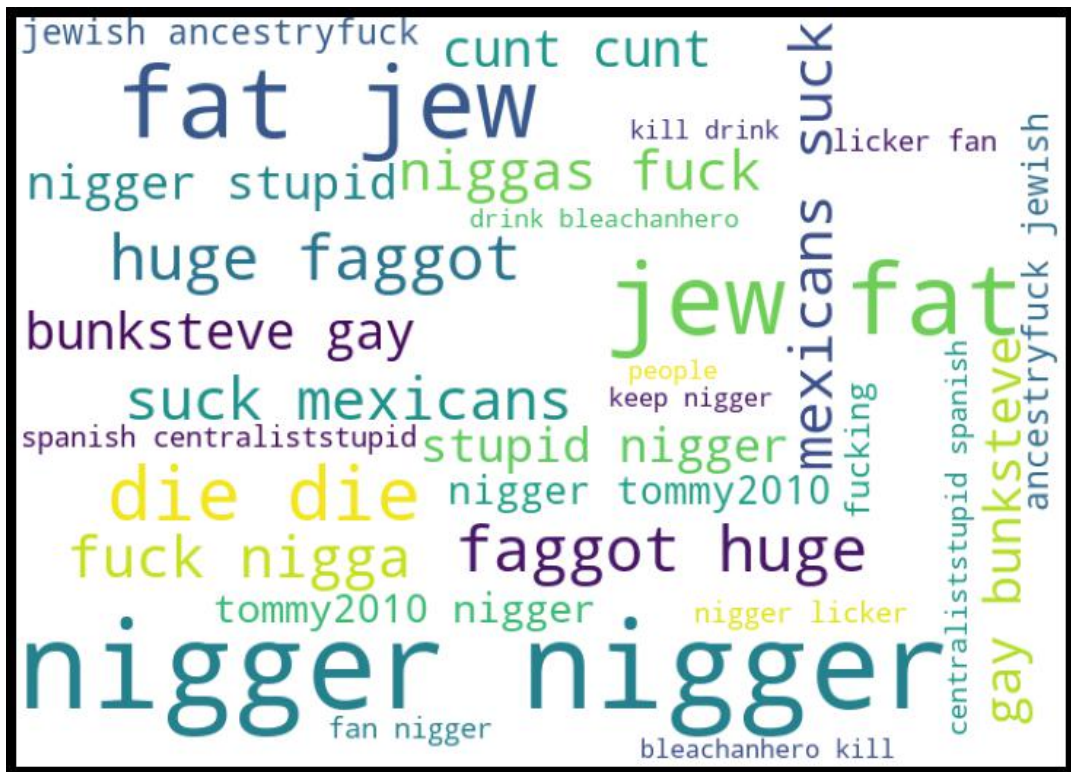 jewish ancestryfuck
cunt cunt
fat jew
kill drink
licker fan
nigger stupid
niggas fuck
drink bleachanhero
mexicans suck
ancestryfuck jewish
huge faggot
jew fat
bunksteve gay
people
suck mexicans
keep nigger
spanish centraliststupid
stupid nigger
fucking
centraliststupid spanish
gay bunksteve
die die
nigger tommy2010
fuck nigga
faggot huge
tommy2010 nigger
nigger licker
nigger nigger
fan nigger
bleachanhero kill